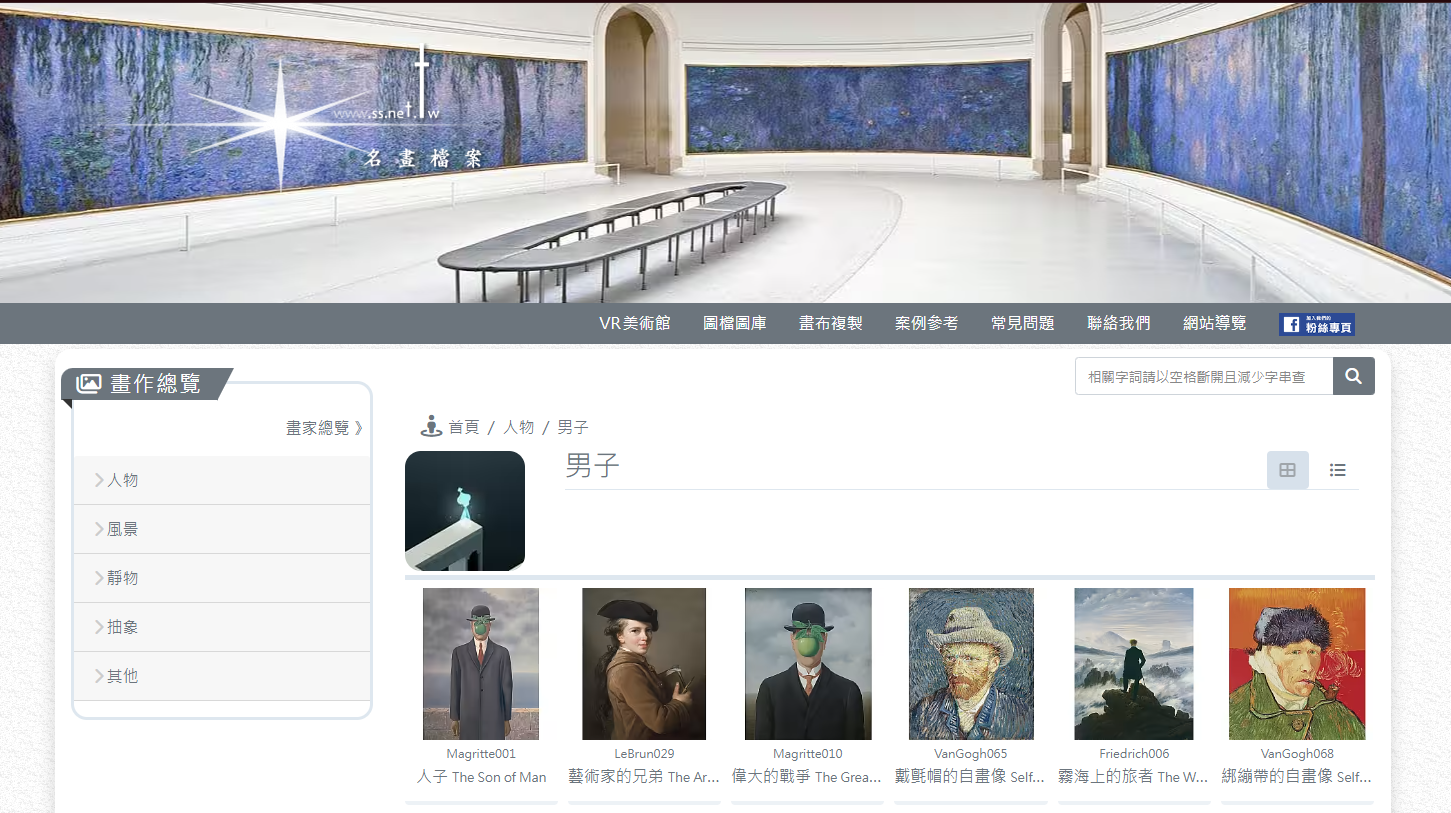 www.ss.net.tw
名畫檔案
VR美術館 圖檔圖庫 畫布複製 案例參考 常見問題 聯絡我們 網站導覽 加入我們的 粉絲專頁
相關字詞請以空格斷開且減少字串查
畫作總覽
畫家總覽 》
人物
風景
靜物
抽象
其他
首頁 / 人物 / 男子
男子
Magritte001
人子 The Son of Man
LeBrun029
藝術家的兄弟 The Ar...
Magritte010
偉大的戰爭 The Grea...
VanGogh065
戴氈帽的自畫像 Self...
Friedrich006
霧海上的旅者 The W...
VanGogh068
綁繃帶的自畫像 Self...